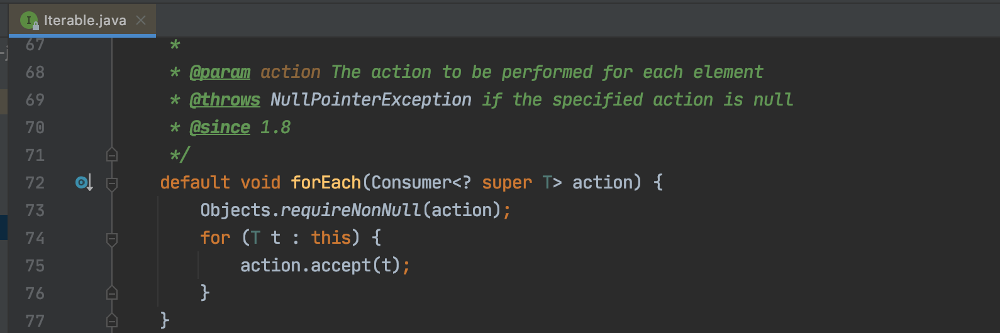 I Iterable.java
67 *
68 * @param action The action to be performed for each element
69 * @throws NullPointerException if the specified action is null
70 * @since 1.8
71 */
72 default void forEach(Consumer<? super T> action) {
73 Objects.requireNonNull(action);
74 for (T t : this) {
75 action.accept(t);
76 }
77 }